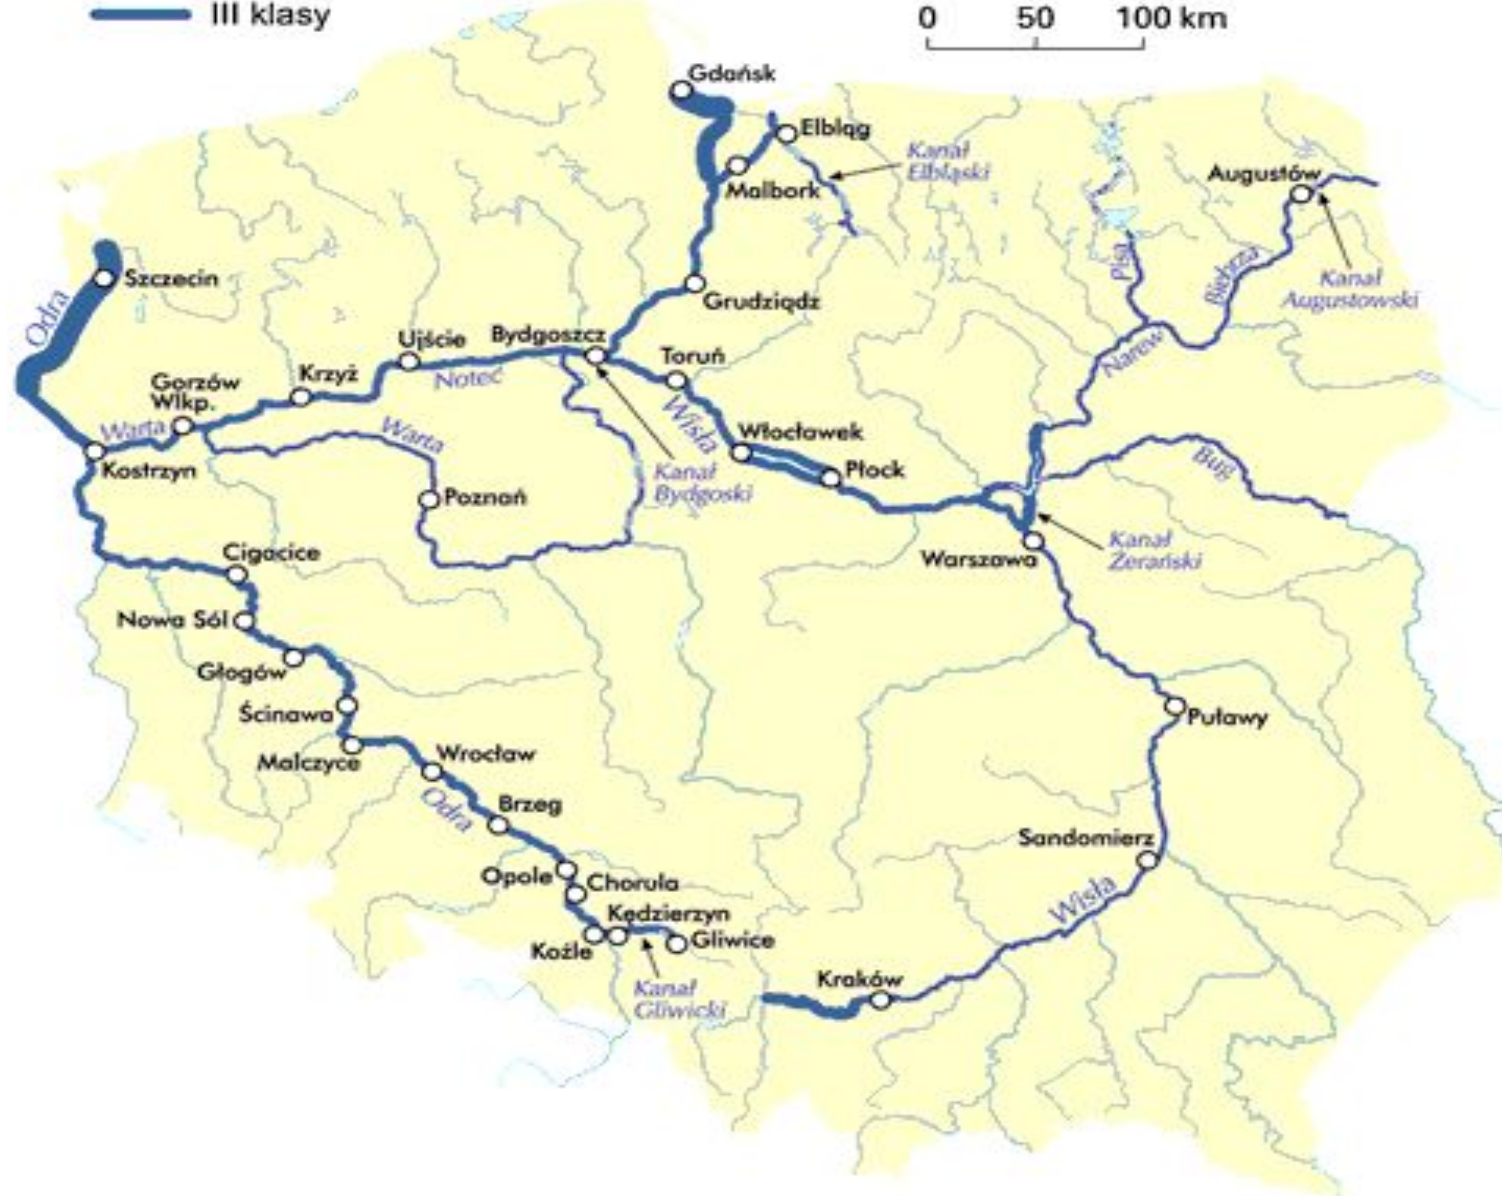 III klasy
0 50 100 km
Gdańsk
Elbląg
Kanał
Elbląski
Malbork
Augustów
Szczecin
Odra
Pisa
Biebrza
Kanał
Augustowski
Grudziądz
Ujście
Bydgoszcz
Toruń
Narew
Krzyż
Noteć
Gorzów
Wlkp.
Warta
Warta
Wisła
Włocławek
Płock
Bug
Kostrzyn
Poznań
Kanał
Bydgoski
Kanał
Żerański
Warszawa
Cigacice
Nowa Sól
Głogów
Ścinawa
Puławy
Malczyce
Wrocław
Odra
Brzeg
Sandomierz
Opole
Chorula
Wisła
Kędzierzyn
Koźle
Gliwice
Kanał
Gliwicki
Kraków